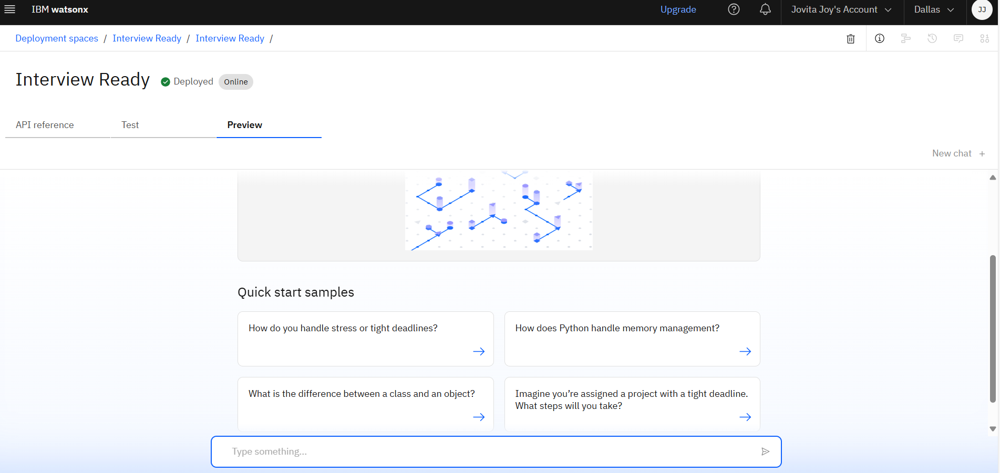 IBM watsonx
Upgrade
Jovita Joy's Account
Dallas
JJ
Deployment spaces / Interview Ready / Interview Ready /
Interview Ready
Deployed
Online
API reference
Test
Preview
New chat +
Quick start samples
How do you handle stress or tight deadlines?
How does Python handle memory management?
What is the difference between a class and an object?
Imagine you’re assigned a project with a tight deadline.
What steps will you take?
Type something...